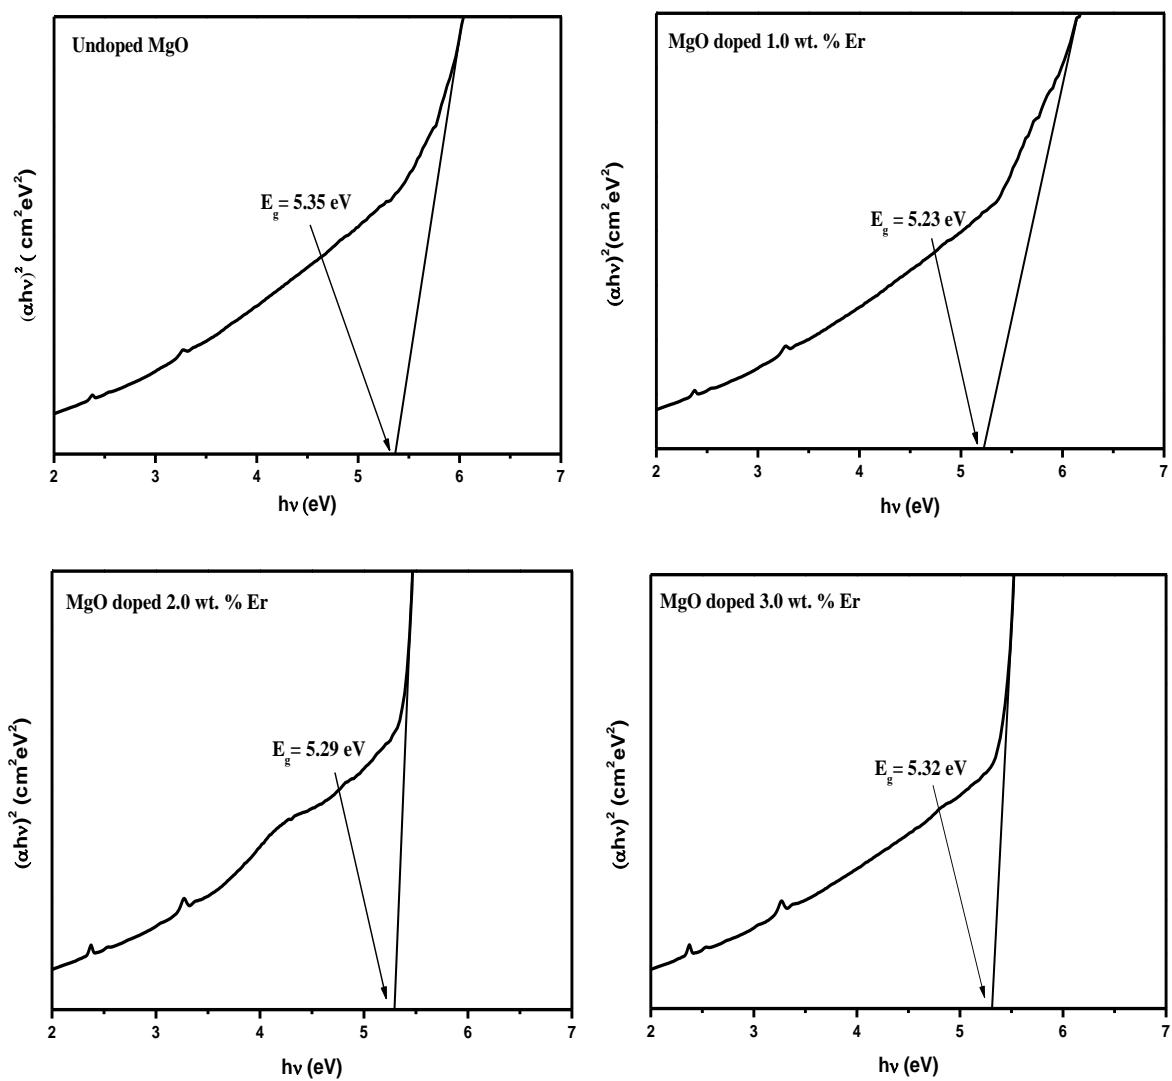 Undoped MgO
E_g = 5.35 eV
(αhν)² ( cm²eV²)
2 3 4 5 6 7
hν (eV)
MgO doped 1.0 wt. % Er
E_g = 5.23 eV
(αhν)²(cm²eV²)
2 3 4 5 6 7
hν (eV)
MgO doped 2.0 wt. % Er
E_g = 5.29 eV
(αhν)² (cm²eV²)
2 3 4 5 6 7
hν (eV)
MgO doped 3.0 wt. % Er
E_g = 5.32 eV
(αhν)² (cm²eV²)
2 3 4 5 6 7
hν (eV)